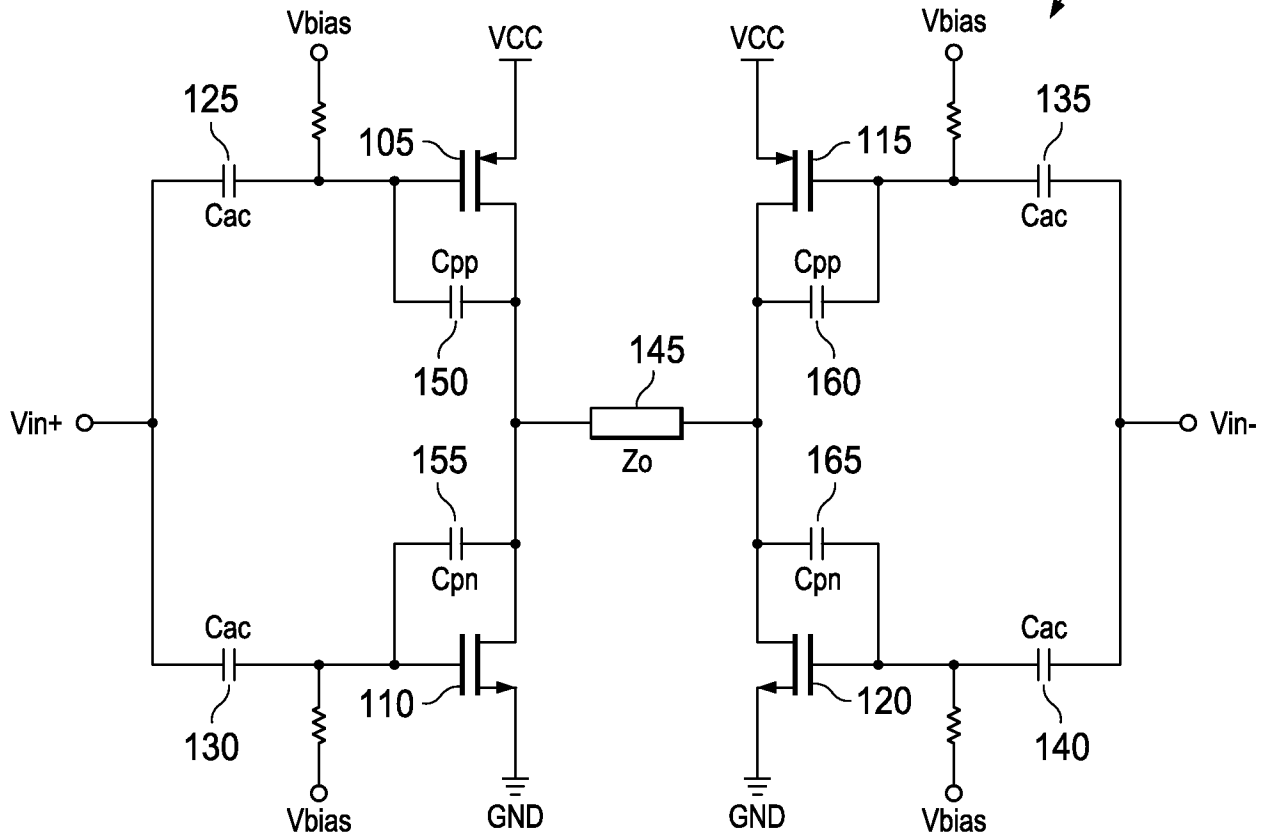 Vbias
VCC
VCC
Vbias
125
135
105
115
Cac
Cac
Cpp
Cpp
150
160
145
Vin+
Vin-
Zo
155
165
Cpn
Cpn
Cac
Cac
110
120
130
140
Vbias
GND
GND
Vbias